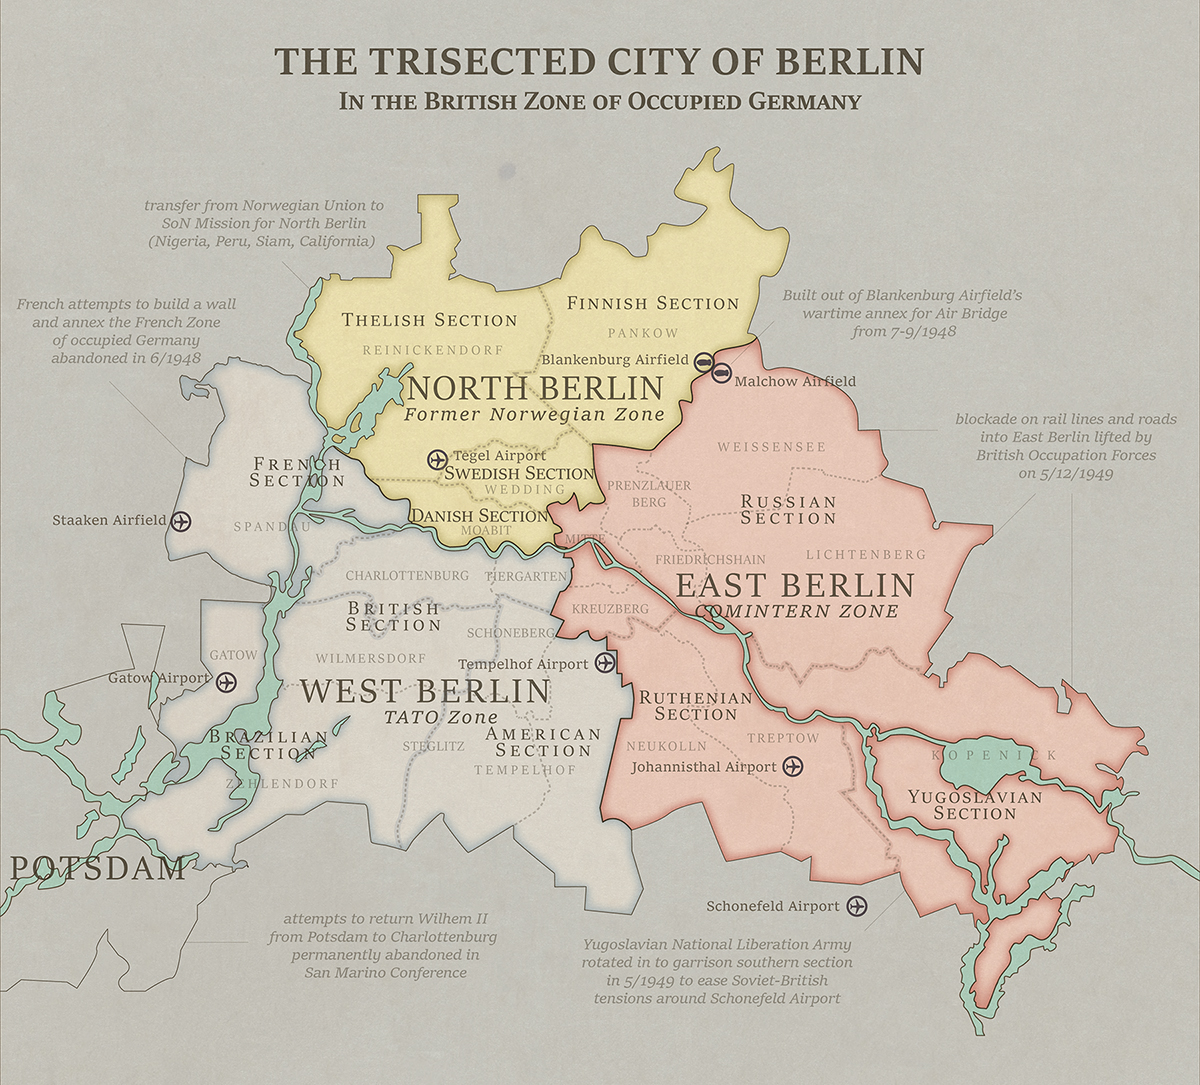 THE TRISECTED CITY OF BERLIN
IN THE BRITISH ZONE OF OCCUPIED GERMANY
transfer from Norwegian Union to
SoN Mission for North Berlin
(Nigeria, Peru, Siam, California)
French attempts to build a wall
and annex the French Zone
of occupied Germany
abandoned in 6/1948
Built out of Blankenburg Airfield's
wartime annex for Air Bridge
from 7-9/1948
blockade on rail lines and roads
into East Berlin lifted by
British Occupation Forces
on 5/12/1949
THELISH SECTION
REINICKENDORF
FINNISH SECTION
PANKOW
Blankenburg Airfield
Malchow Airfield
NORTH BERLIN
Former Norwegian Zone
Tegel Airport
SWEDISH SECTION
WEDDING
DANISH SECTION
MOABIT
FRENCH
SECTION
SPANDAU
Staaken Airfield
WEISSENSEE
PRENZLAUER
BERG
RUSSIAN
SECTION
MITTE
FRIEDRICHSHAIN
LICHTENBERG
EAST BERLIN
COMINTERN ZONE
KREUZBERG
CHARLOTTENBURG
TIERGARTEN
BRITISH
SECTION
SCHONEBERG
WILMERSDORF
Tempelhof Airport
GATOW
Gatow Airport
WEST BERLIN
TATO Zone
BRAZILIAN
SECTION
ZEHLENDORF
STEGLITZ
AMERICAN
SECTION
TEMPELHOF
RUTHENIAN
SECTION
NEUKOLLN
TREPTOW
Johannisthal Airport
KOPENICK
YUGOSLAVIAN
SECTION
POTSDAM
Schonefeld Airport
attempts to return Wilhem II
from Potsdam to Charlottenburg
permanently abandoned in
San Marino Conference
Yugoslavian National Liberation Army
rotated in to garrison southern section
in 5/1949 to ease Soviet-British
tensions around Schonefeld Airport